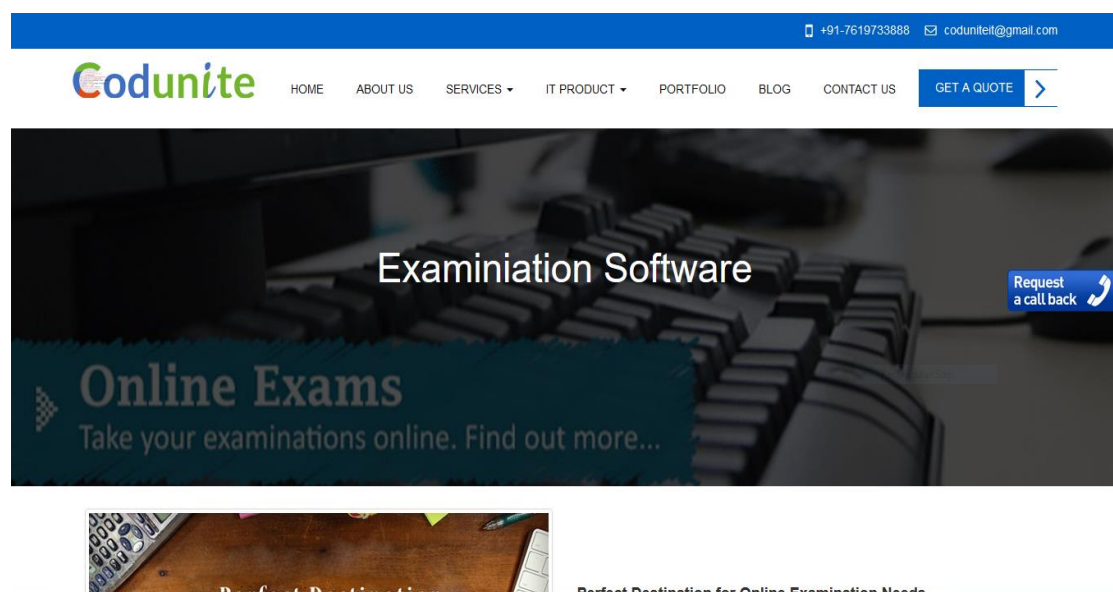 +91-7619733888 coduniteit@gmail.com
Codunite HOME ABOUT US SERVICES IT PRODUCT PORTFOLIO BLOG CONTACT US GET A QUOTE
Examiniation Software
Request
a call back
Online Exams
Take your examinations online. Find out more...
Perfect Destination
Perfect Destination for Online Examination Needs